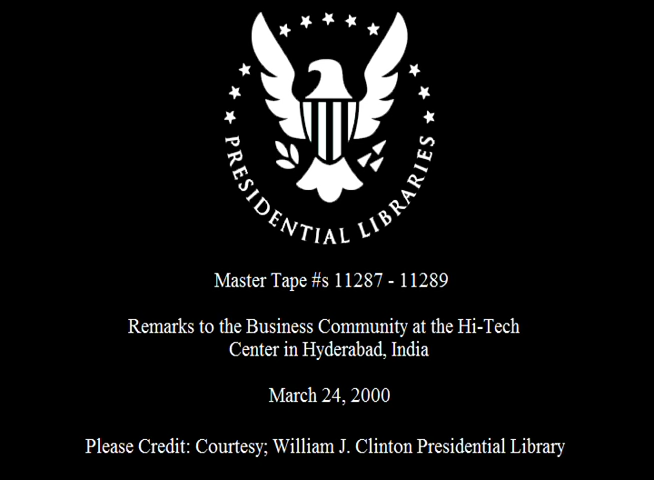 PRESIDENTIAL LIBRARIES
Master Tape #s 11287 - 11289
Remarks to the Business Community at the Hi-Tech
Center in Hyderabad, India
March 24, 2000
Please Credit: Courtesy; William J. Clinton Presidential Library